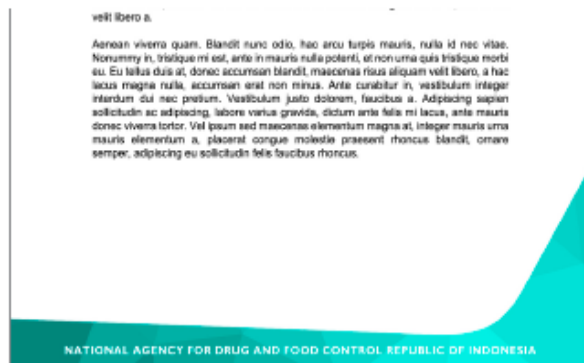 velit libero a.
Aenean viverra quam. Blandit nunc odio, hac arcu turpis mauris, nulla id nec vitae.
Nonummy in, tristique mi est, ante in mauris nulla potenti, et non urna quis tristique morbi
eu. Eu tellus duis at, donec accumsan blandit, maecenas risus aliquam velit libero, a hac
lacus magna nulla, accumsan erat non minus. Ante curabitur in, vestibulum integer
interdum dui nec pretium. Vestibulum justo dolorem, faucibus a. Adipiscing sapien
sollicitudin ac adipiscing, labore varius gravida, dictum ante felis mi lacus, ante mauris
donec viverra tortor. Vel ipsum sed maecenas elementum magna at, integer mauris urna
mauris elementum a, placerat congue molestie praesent rhoncus blandit, ornare
semper, adipiscing eu sollicitudin felis faucibus rhoncus.
NATIONAL AGENCY FOR DRUG AND FOOD CONTROL REPUBLIC OF INDONESIA